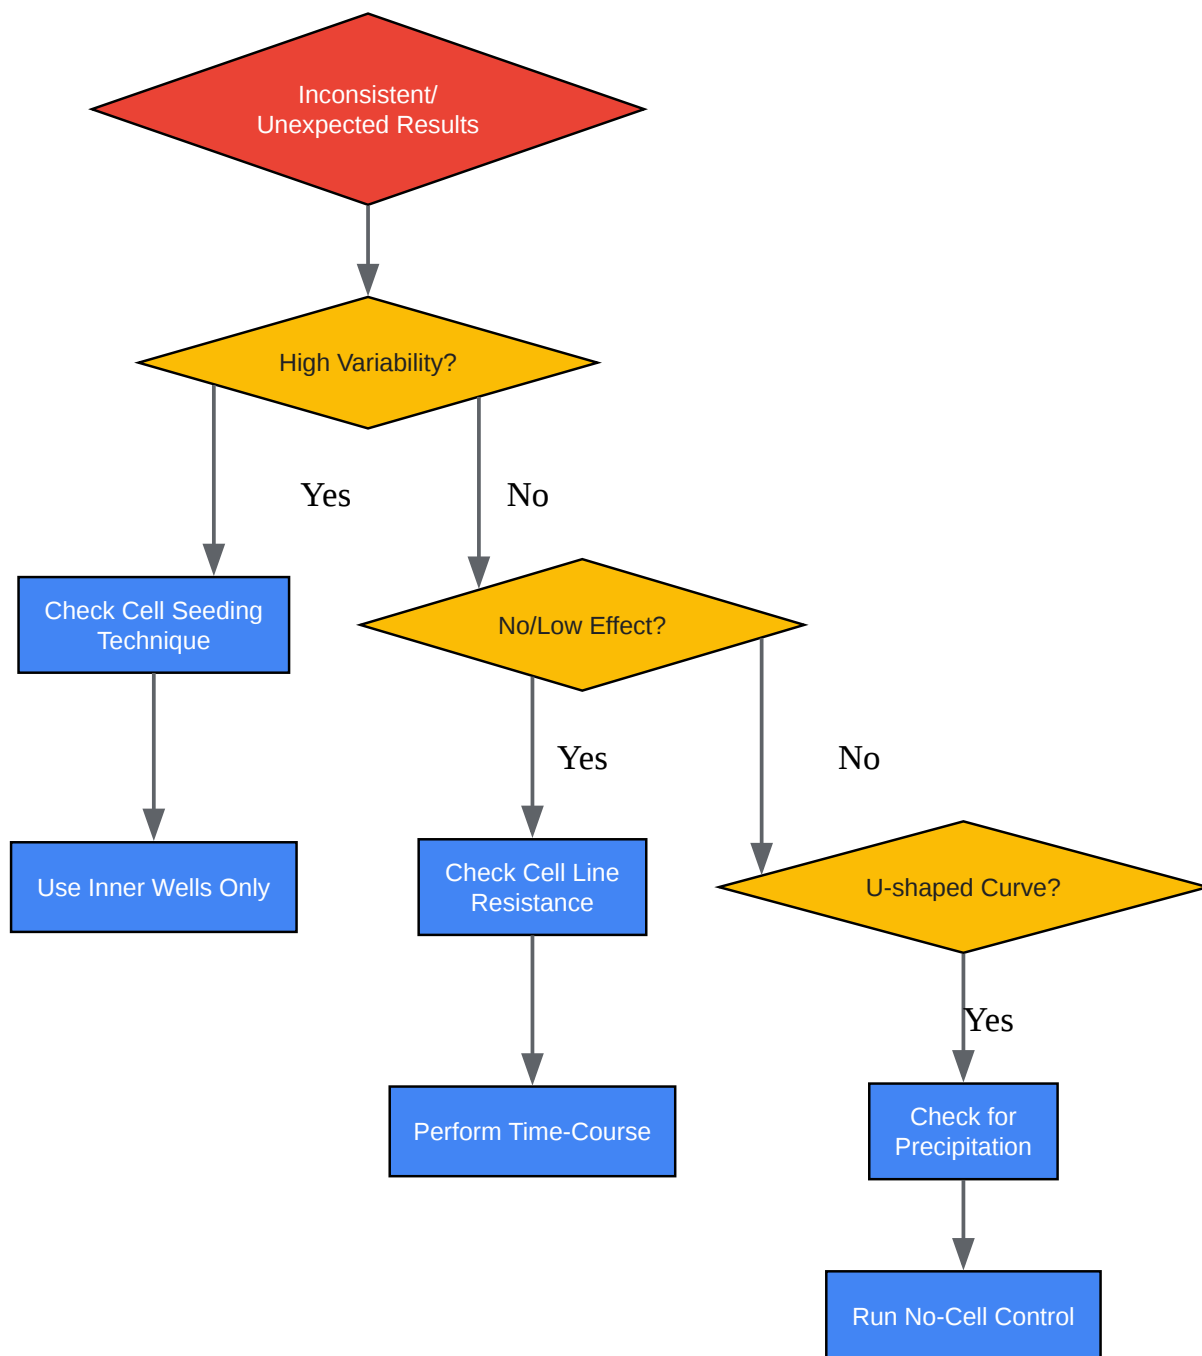 Inconsistent/
Unexpected Results
High Variability?
Yes
No
Check Cell Seeding
Technique
No/Low Effect?
Yes
No
Use Inner Wells Only
Check Cell Line
Resistance
U-shaped Curve?
Yes
Perform Time-Course
Check for
Precipitation
Run No-Cell Control